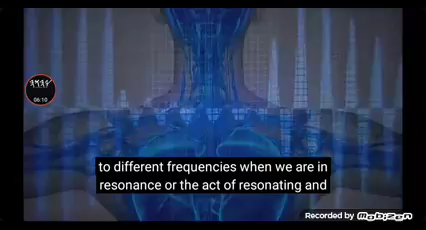 06:10
to different frequencies when we are in
resonance or the act of resonating and
Recorded by Mobizen